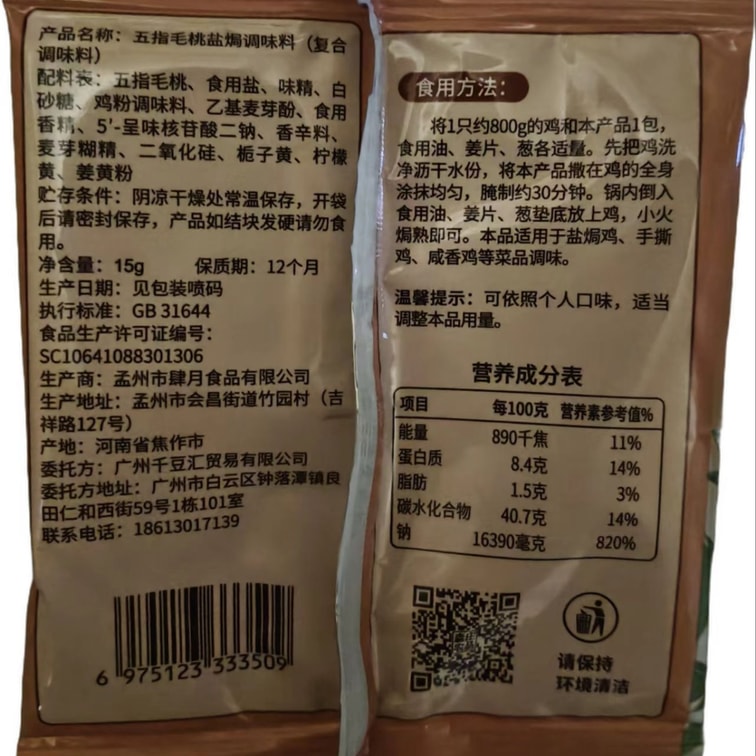 产品名称：五指毛桃盐焗调味料（复合
调味料）
配料表：五指毛桃、食用盐、味精、白
砂糖、鸡粉调味料、乙基麦芽酚、食用
香精、5’-呈味核苷酸二钠、香辛料、
麦芽糊精、二氧化硅、栀子黄、柠檬
黄、姜黄粉
贮存条件：阴凉干燥处常温保存，开袋
后请密封保存，产品如结块发硬请勿食
用。
净含量：15g 保质期：12个月
生产日期：见包装喷码
执行标准：GB 31644
食品生产许可证编号：
SC10641088301306
生产商：孟州市肆月食品有限公司
生产地址：孟州市会昌街道竹园村（吉
祥路127号）
产地：河南省焦作市
委托方：广州千豆汇贸易有限公司
委托方地址：广州市白云区钟落潭镇良
田仁和西街59号1栋101室
联系电话：18613017139
6 975123 333509
食用方法：
将1只约800g的鸡和本产品1包，
食用油、姜片、葱各适量。先把鸡洗
净沥干水份，将本产品撒在鸡的全身
涂抹均匀，腌制约30分钟。锅内倒入
食用油、姜片、葱垫底放上鸡，小火
焗熟即可。本品适用于盐焗鸡、手撕
鸡、咸香鸡等菜品调味。
温馨提示：可依照个人口味，适当
调整本品用量。
营养成分表
项目 每100克 营养素参考值%
能量 890千焦 11%
蛋白质 8.4克 14%
脂肪 1.5克 3%
碳水化合物 40.7克 14%
钠 16390毫克 820%
请保持
环境清洁